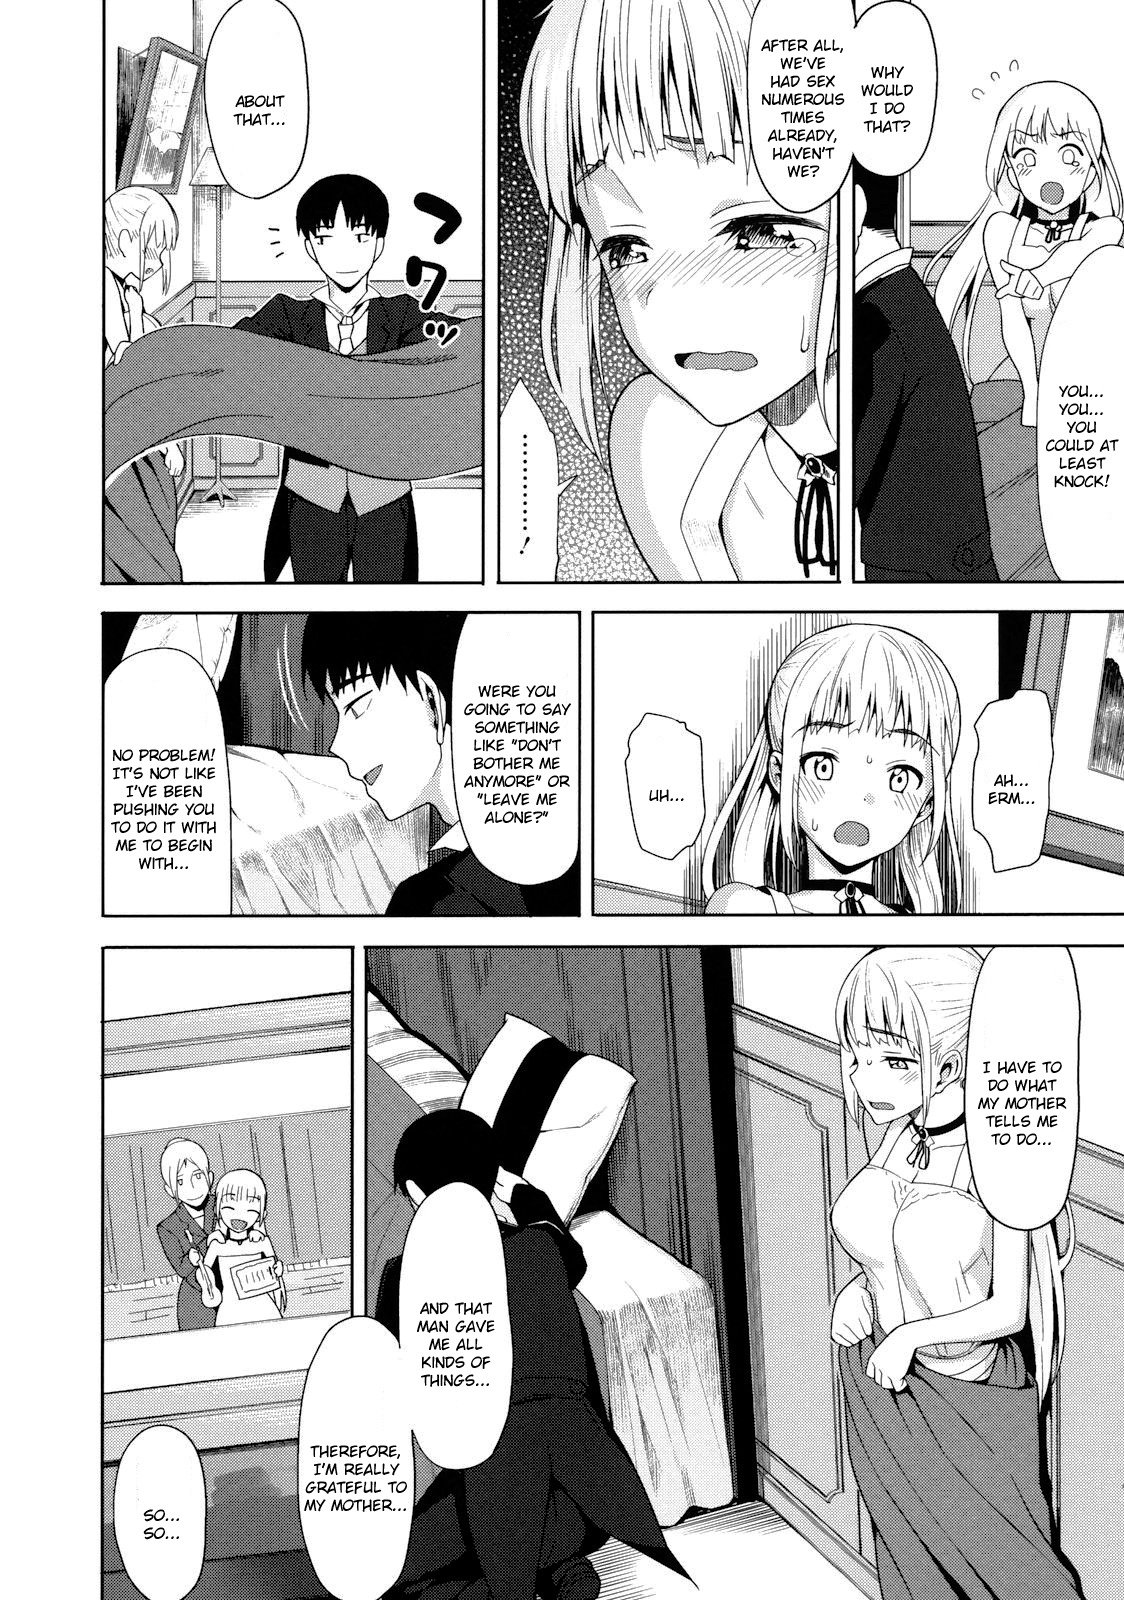 YOU...
YOU...
YOU
COULD AT
LEAST
KNOCK!
WHY
WOULD
I DO
THAT?
AFTER ALL,
WE'VE
HAD SEX
NUMEROUS
TIMES
ALREADY,
HAVEN'T
WE?
.........!
ABOUT
THAT...
フワッ
AH...
ERM...
UH...
WERE YOU
GOING TO SAY
SOMETHING
LIKE "DON'T
BOTHER ME
ANYMORE" OR
"LEAVE ME
ALONE?"
NO PROBLEM!
IT'S NOT LIKE
I'VE BEEN
PUSHING YOU
TO DO IT WITH
ME TO BEGIN
WITH...
I HAVE TO
DO WHAT
MY MOTHER
TELLS ME
TO DO...
AND THAT
MAN GAVE
ME ALL
KINDS OF
THINGS...
THEREFORE,
I'M REALLY
GRATEFUL TO
MY MOTHER...
SO...
SO...